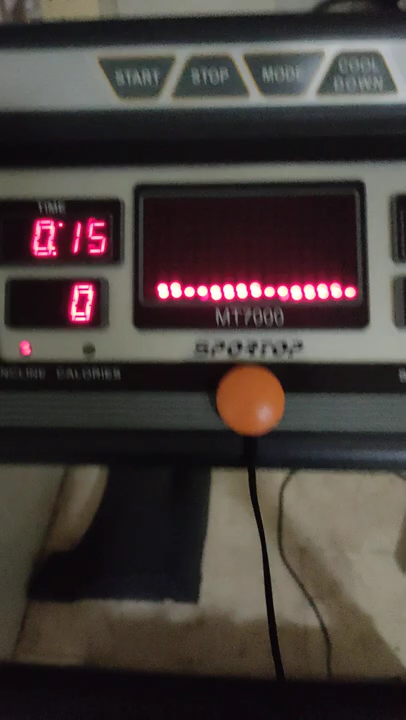 START STOP MODE COOL DOWN
TIME
0:15
0
MT7000
SPORTOP
INCLINE CALORIES